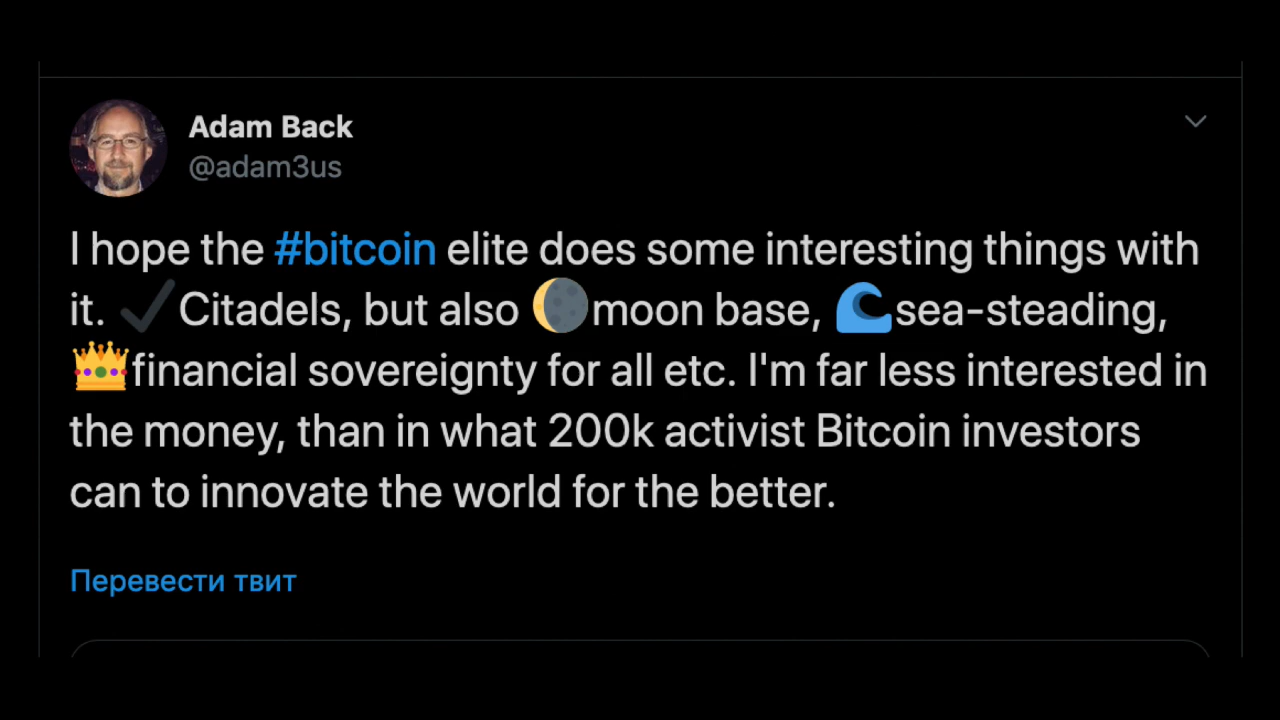 Adam Back
@adam3us
I hope the #bitcoin elite does some interesting things with
it. ✔️Citadels, but also 🌘moon base, 🌊sea-steading,
👑financial sovereignty for all etc. I'm far less interested in
the money, than in what 200k activist Bitcoin investors
can to innovate the world for the better.
Перевести твит